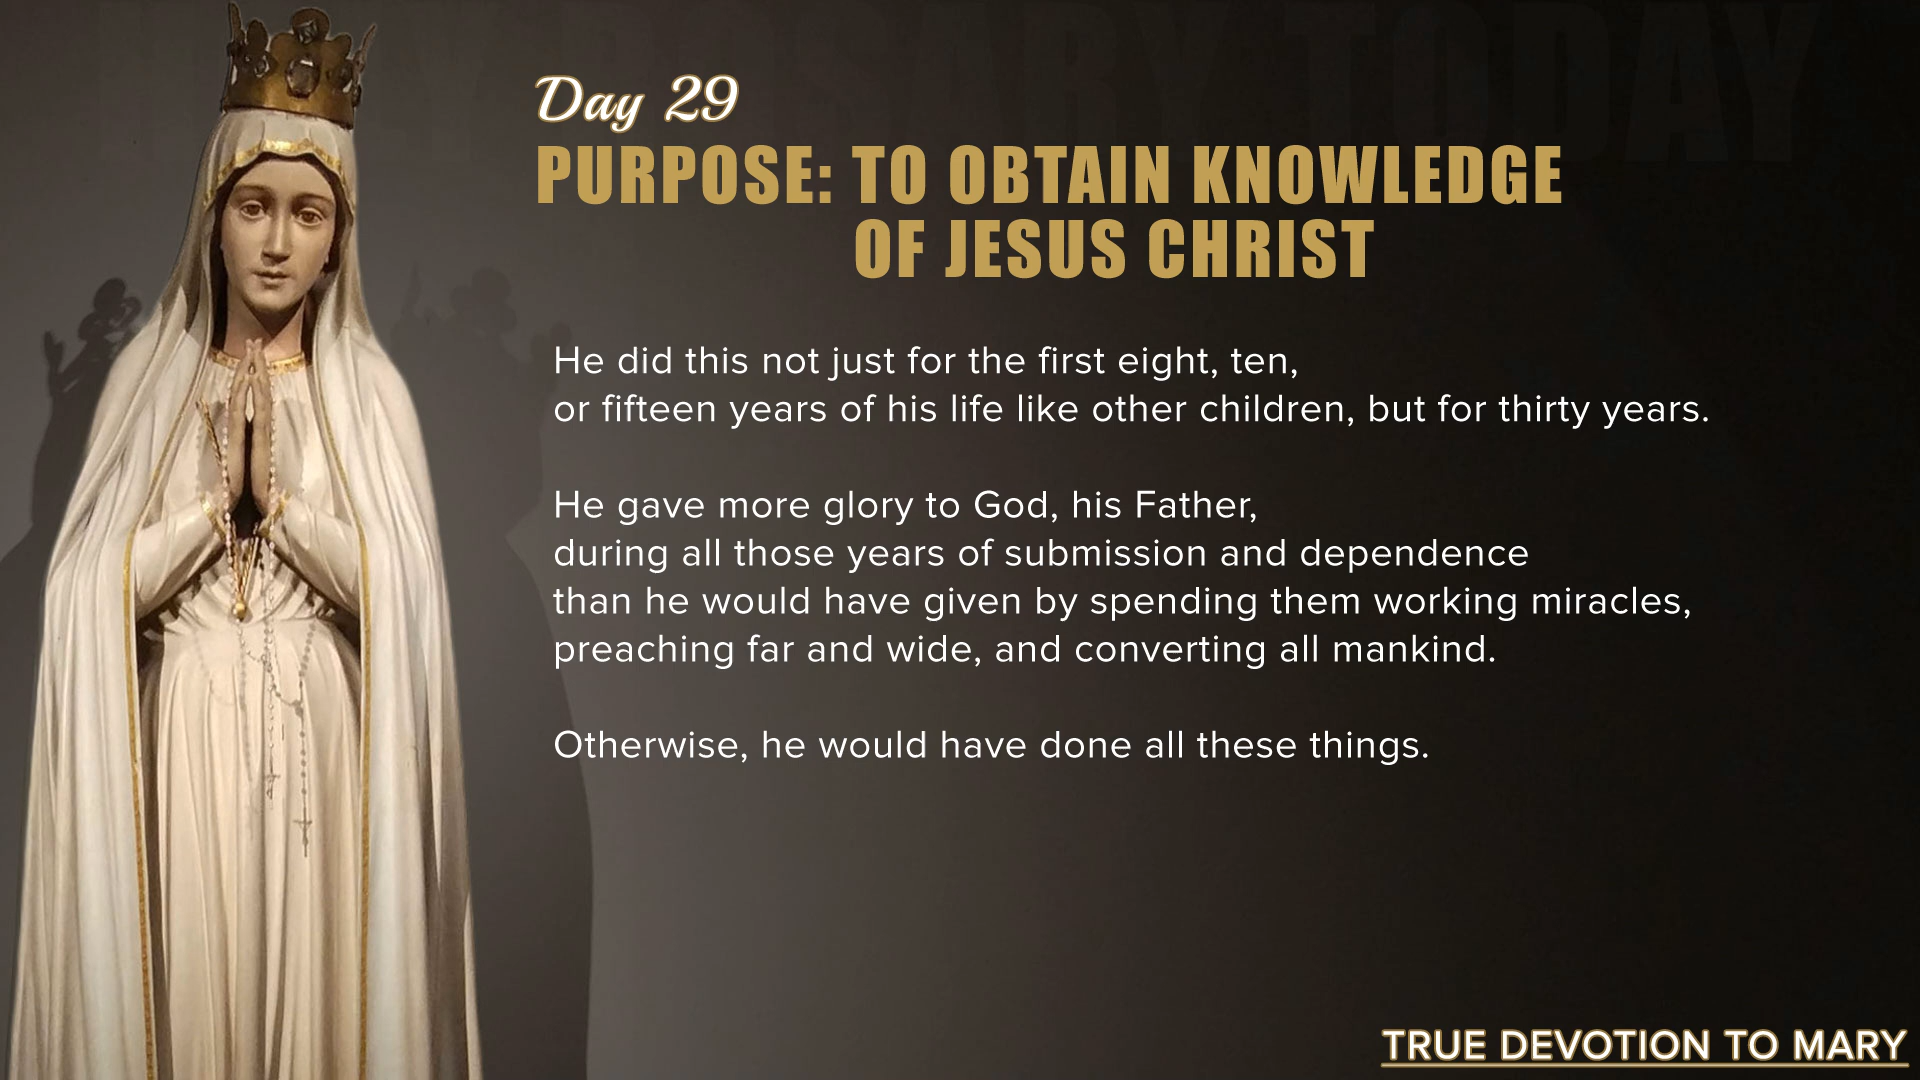 HOLY ROSARY TODAY
Day 29
PURPOSE: TO OBTAIN KNOWLEDGE
OF JESUS CHRIST
He did this not just for the first eight, ten,
or fifteen years of his life like other children, but for thirty years.
He gave more glory to God, his Father,
during all those years of submission and dependence
than he would have given by spending them working miracles,
preaching far and wide, and converting all mankind.
Otherwise, he would have done all these things.
TRUE DEVOTION TO MARY